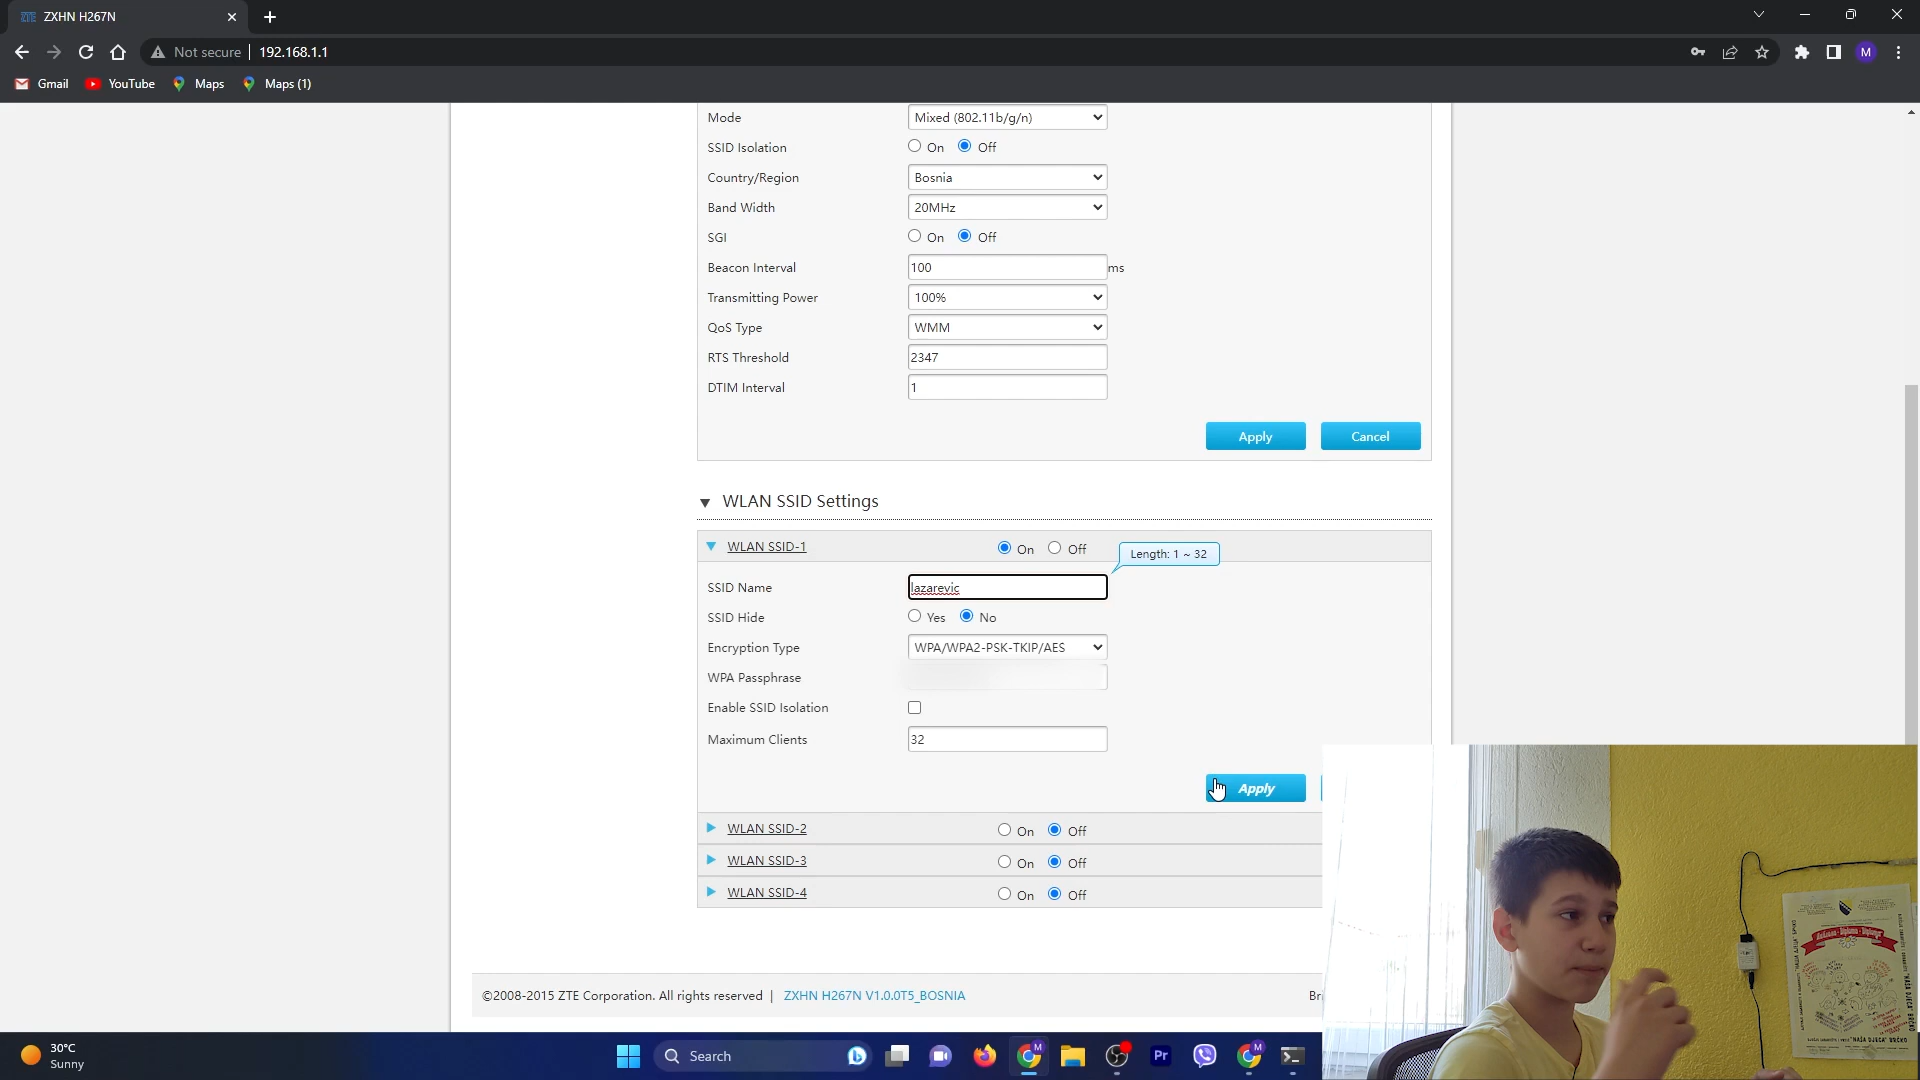 ZTE ZXHN H267N
Not secure 192.168.1.1
M
Gmail YouTube Maps Maps (1)
Mode Mixed (802.11b/g/n)
SSID Isolation On Off
Country/Region Bosnia
Band Width 20MHz
SGI On Off
Beacon Interval 100 ms
Transmitting Power 100%
QoS Type WMM
RTS Threshold 2347
DTIM Interval 1
Apply Cancel
WLAN SSID Settings
WLAN SSID-1 On Off
Length: 1 ~ 32
SSID Name lazarevic
SSID Hide Yes No
Encryption Type WPA/WPA2-PSK-TKIP/AES
WPA Passphrase
Enable SSID Isolation
Maximum Clients 32
Apply
WLAN SSID-2 On Off
WLAN SSID-3 On Off
WLAN SSID-4 On Off
©2008-2015 ZTE Corporation. All rights reserved | ZXHN H267N V1.0.0T5_BOSNIA
30°C
Sunny
Search
M
Pr
M